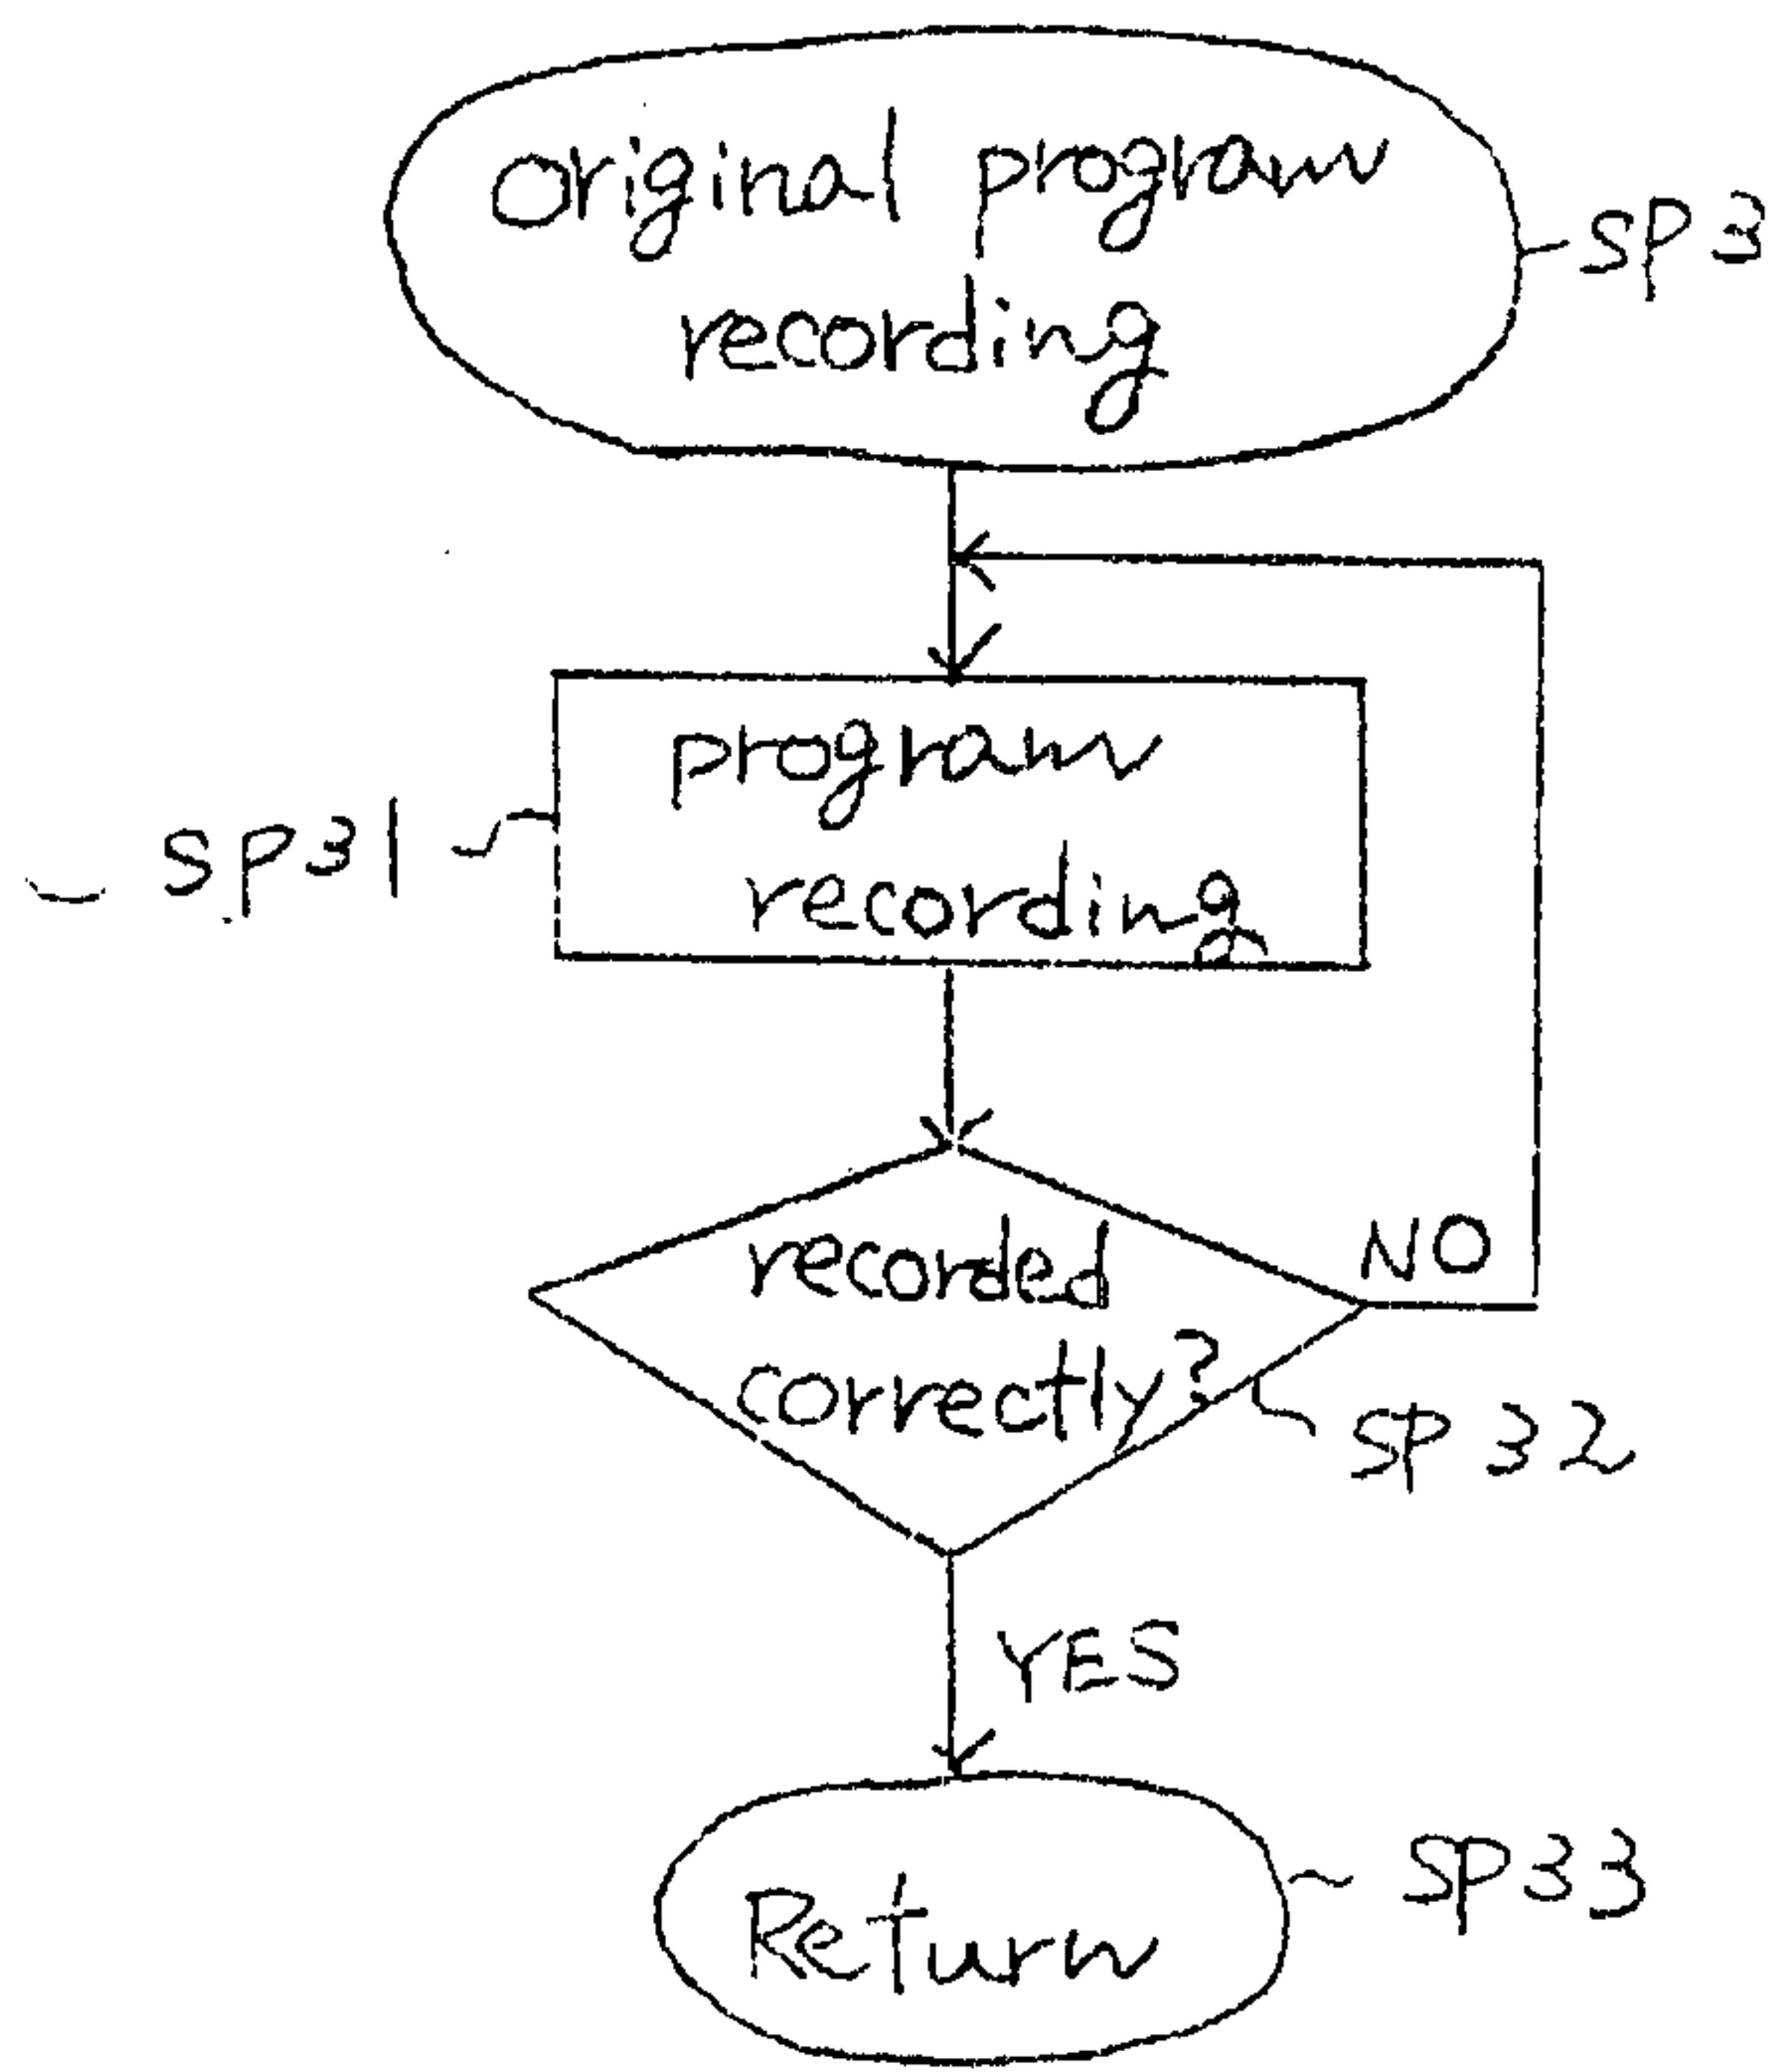 original program
recording
SP3
program
recording
SP31
recorded
correctly?
NO
SP32
YES
Return
SP33